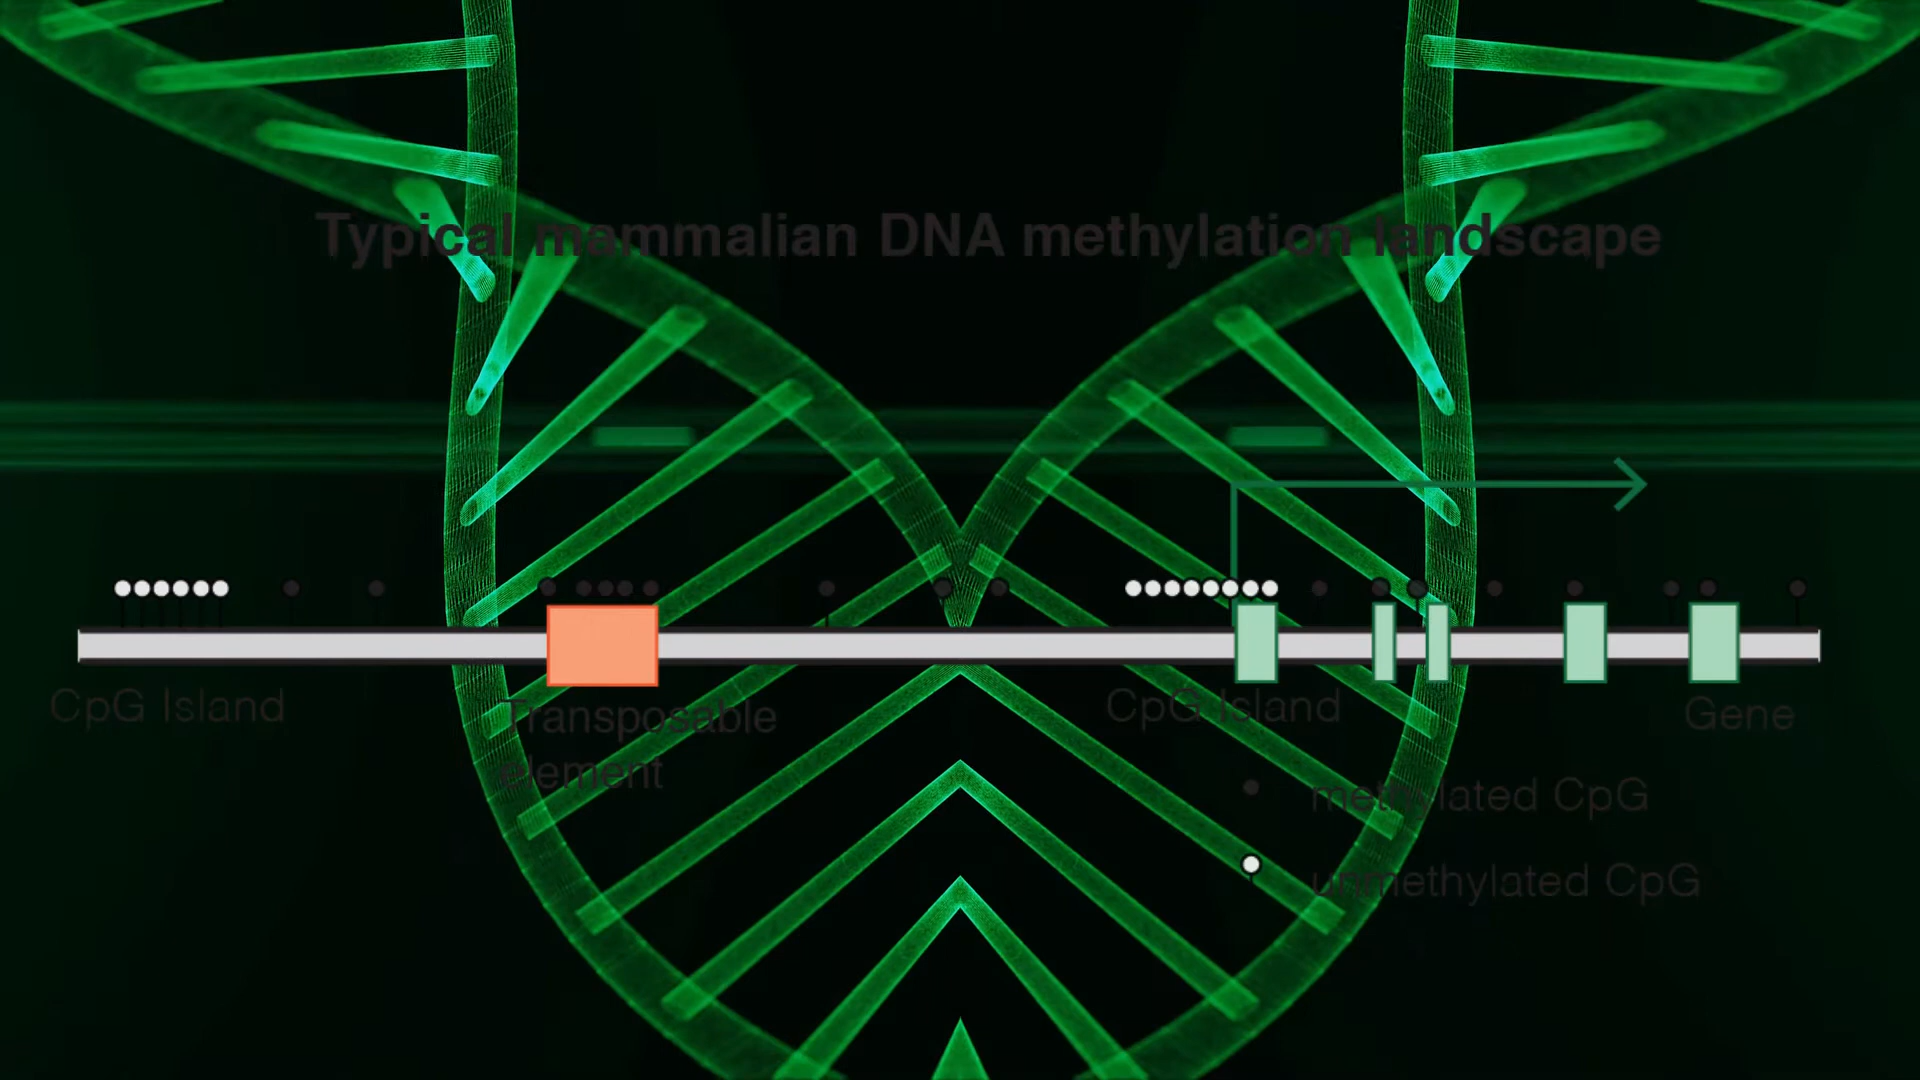 Typical mammalian DNA methylation landscape
CpG Island
Transposable
element
CpG Island
Gene
methylated CpG
unmethylated CpG